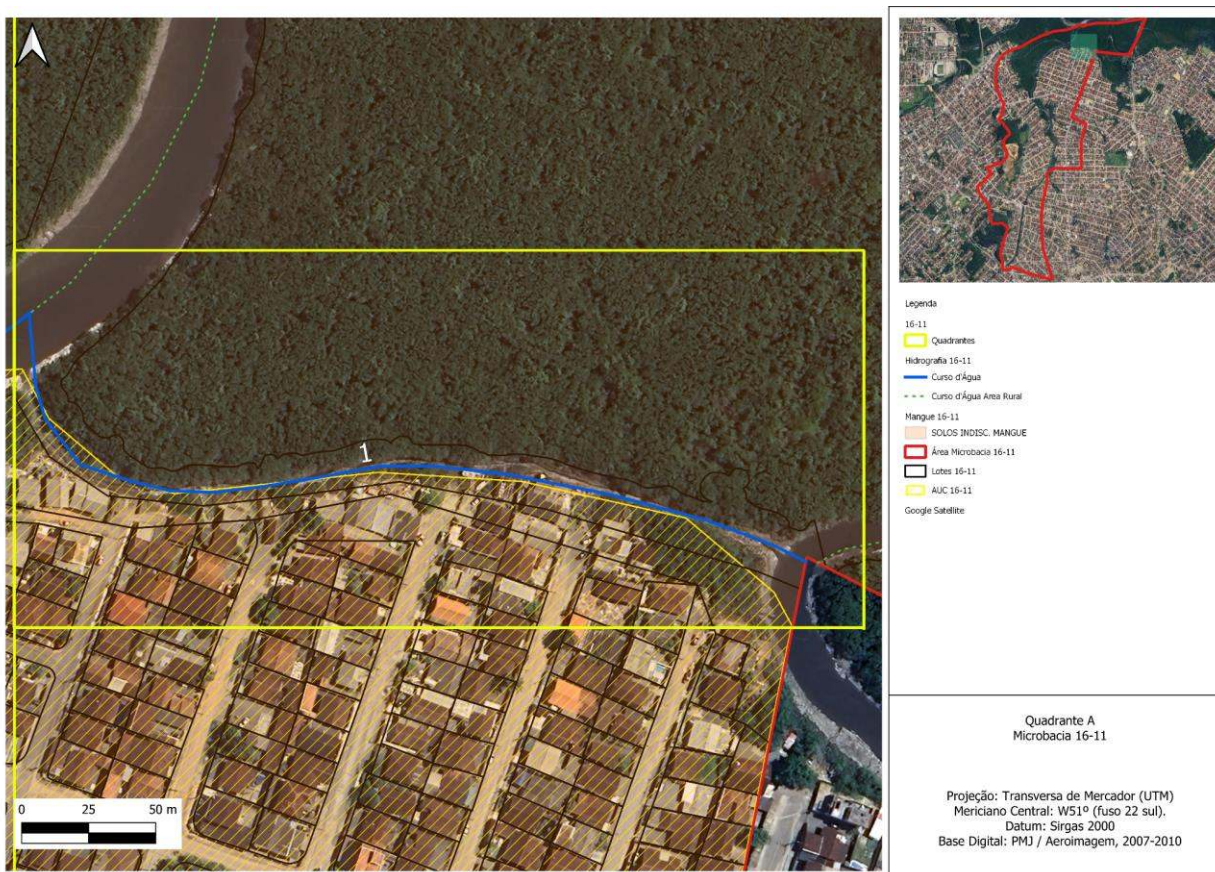 1
0 25 50 m
Legenda
16-11
Quadrantes
Hidrografia 16-11
Curso d'Água
Curso d'Água Area Rural
Mangue 16-11
SOLOS INDISC. MANGUE
Área Microbacia 16-11
Lotes 16-11
AUC 16-11
Google Satellite
Quadrante A
Microbacia 16-11
Projeção: Transversa de Mercador (UTM)
Mericiano Central: W51º (fuso 22 sul).
Datum: Sirgas 2000
Base Digital: PMJ / Aeroimagem, 2007-2010